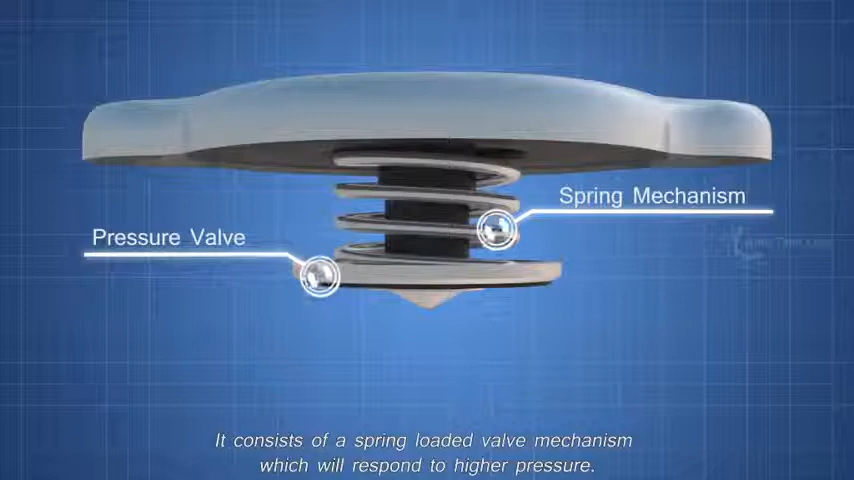 Spring Mechanism
Pressure Valve
It consists of a spring loaded valve mechanism
which will respond to higher pressure.